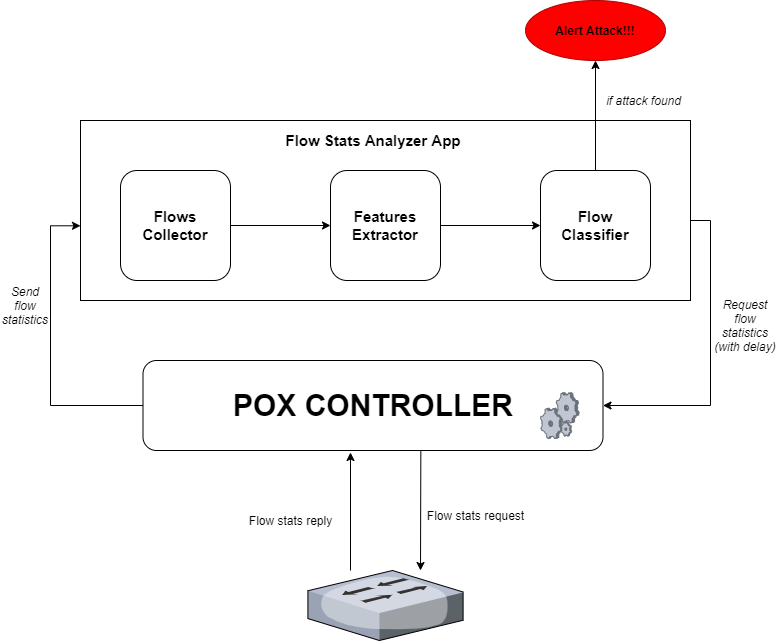 Alert Attack!!!
if attack found
Flow Stats Analyzer App
Flows
Collector
Features
Extractor
Flow
Classifier
Send
flow
statistics
Request
flow
statistics
(with delay)
POX CONTROLLER
Flow stats reply
Flow stats request